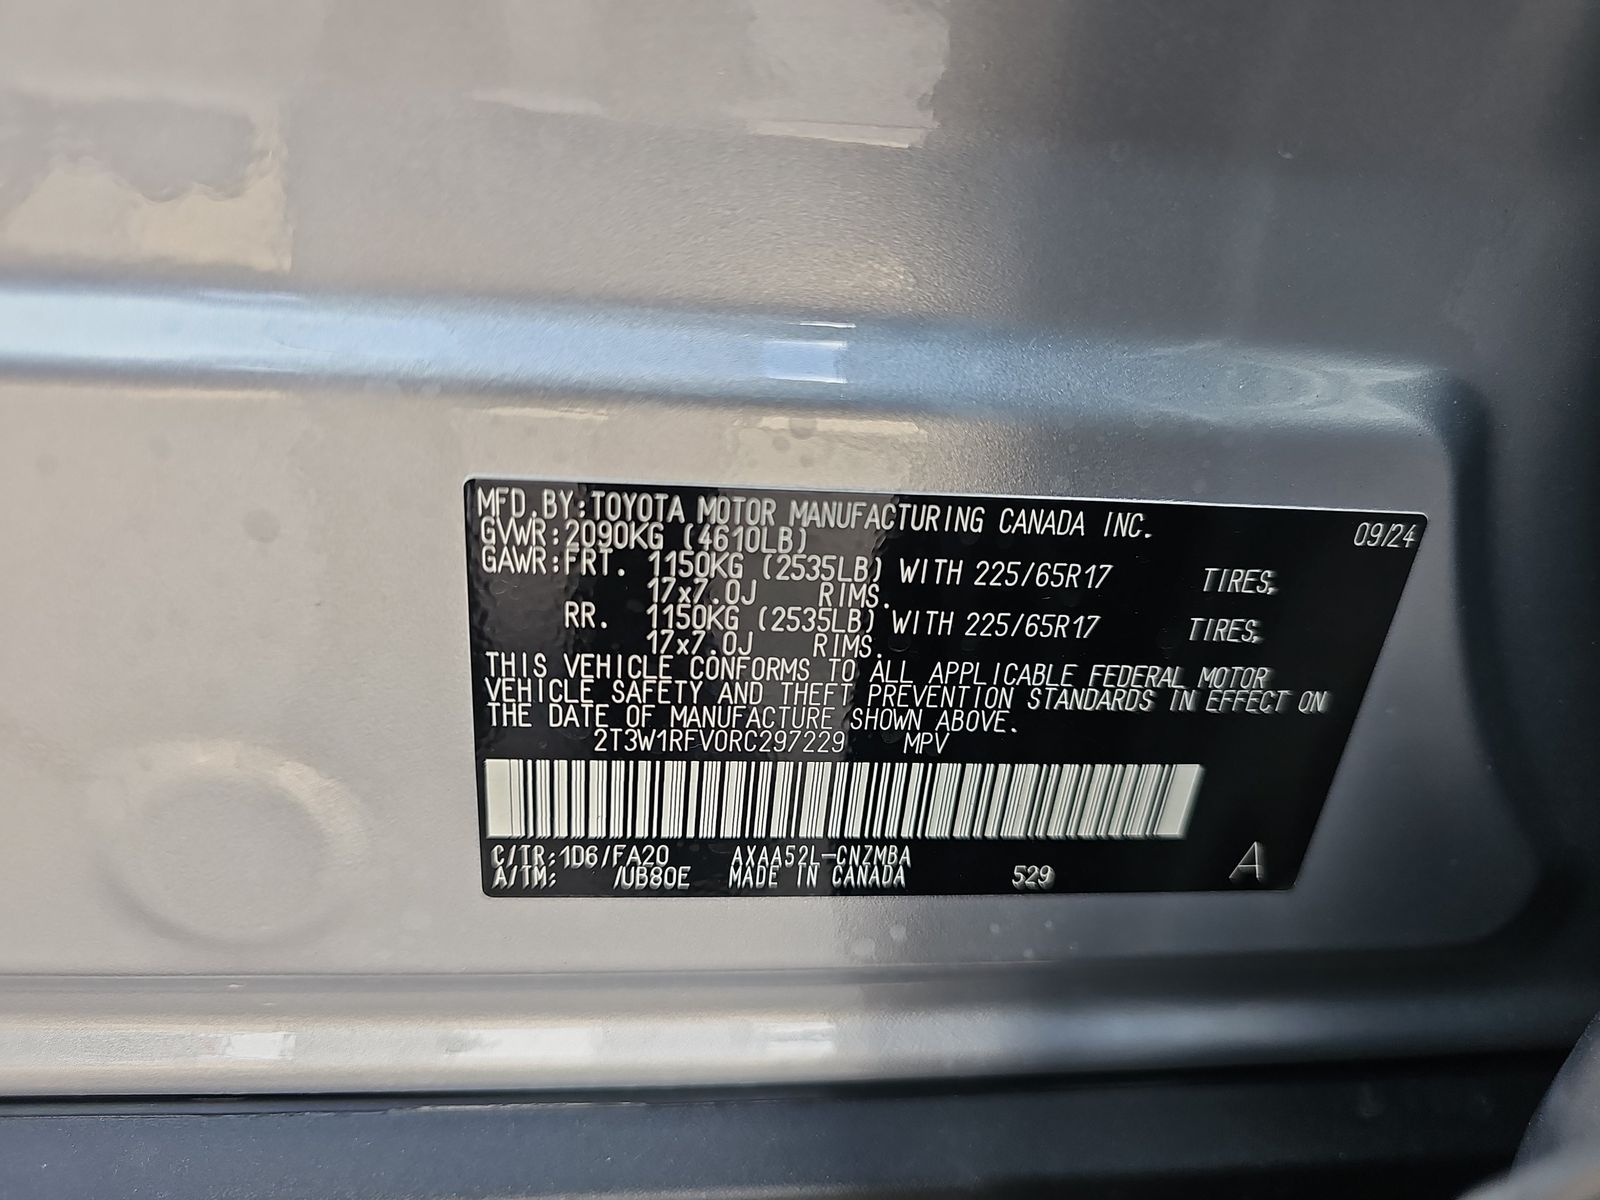 MFD.BY:TOYOTA MOTOR MANUFACTURING CANADA INC. 09/24
GVWR:2090KG (4610LB)
GAWR:FRT. 1150KG (2535LB) WITH 225/65R17 TIRES,
17x7.0J RIMS.
RR. 1150KG (2535LB) WITH 225/65R17 TIRES,
17x7.0J RIMS.
THIS VEHICLE CONFORMS TO ALL APPLICABLE FEDERAL MOTOR
VEHICLE SAFETY AND THEFT PREVENTION STANDARDS IN EFFECT ON
THE DATE OF MANUFACTURE SHOWN ABOVE.
2T3W1RFV0RC297229 MPV
C/TR:1D6/FA20 AXAA52L-CNZMBA
A/TM: /UB80E MADE IN CANADA 529 A